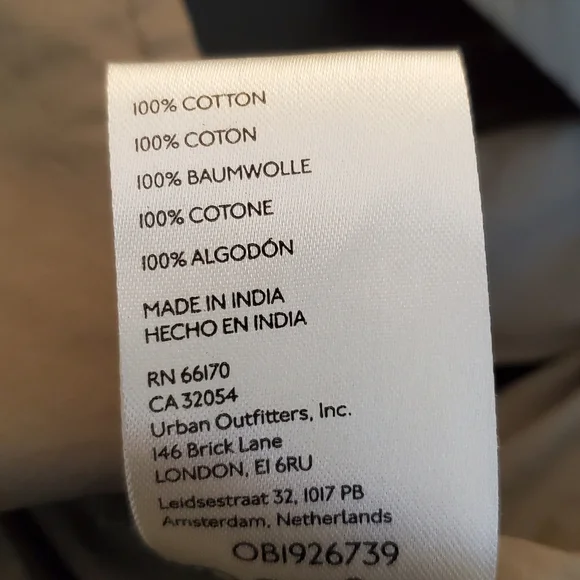 100% COTTON
100% COTON
100% BAUMWOLLE
100% COTONE
100% ALGODÓN
MADE IN INDIA
HECHO EN INDIA
RN 66170
CA 32054
Urban Outfitters, Inc.
146 Brick Lane
LONDON, E1 6RU
Leidsestraat 32, 1017 PB
Amsterdam, Netherlands
OB1926739